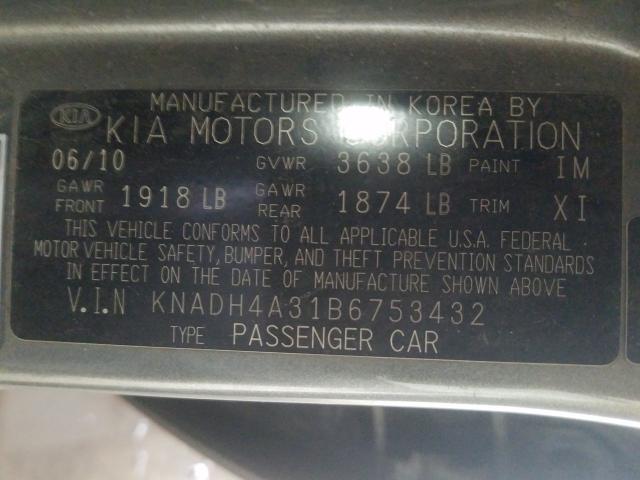 MANUFACTURED IN KOREA BY
KIA KIA MOTORS CORPORATION
06/10 GVWR 3638 LB PAINT IM
GAWR FRONT 1918 LB GAWR REAR 1874 LB TRIM XI
THIS VEHICLE CONFORMS TO ALL APPLICABLE U.S.A. FEDERAL
MOTOR VEHICLE SAFETY, BUMPER, AND THEFT PREVENTION STANDARDS
IN EFFECT ON THE DATE OF MANUFACTURE SHOWN ABOVE
V.I.N KNADH4A31B6753432
TYPE PASSENGER CAR